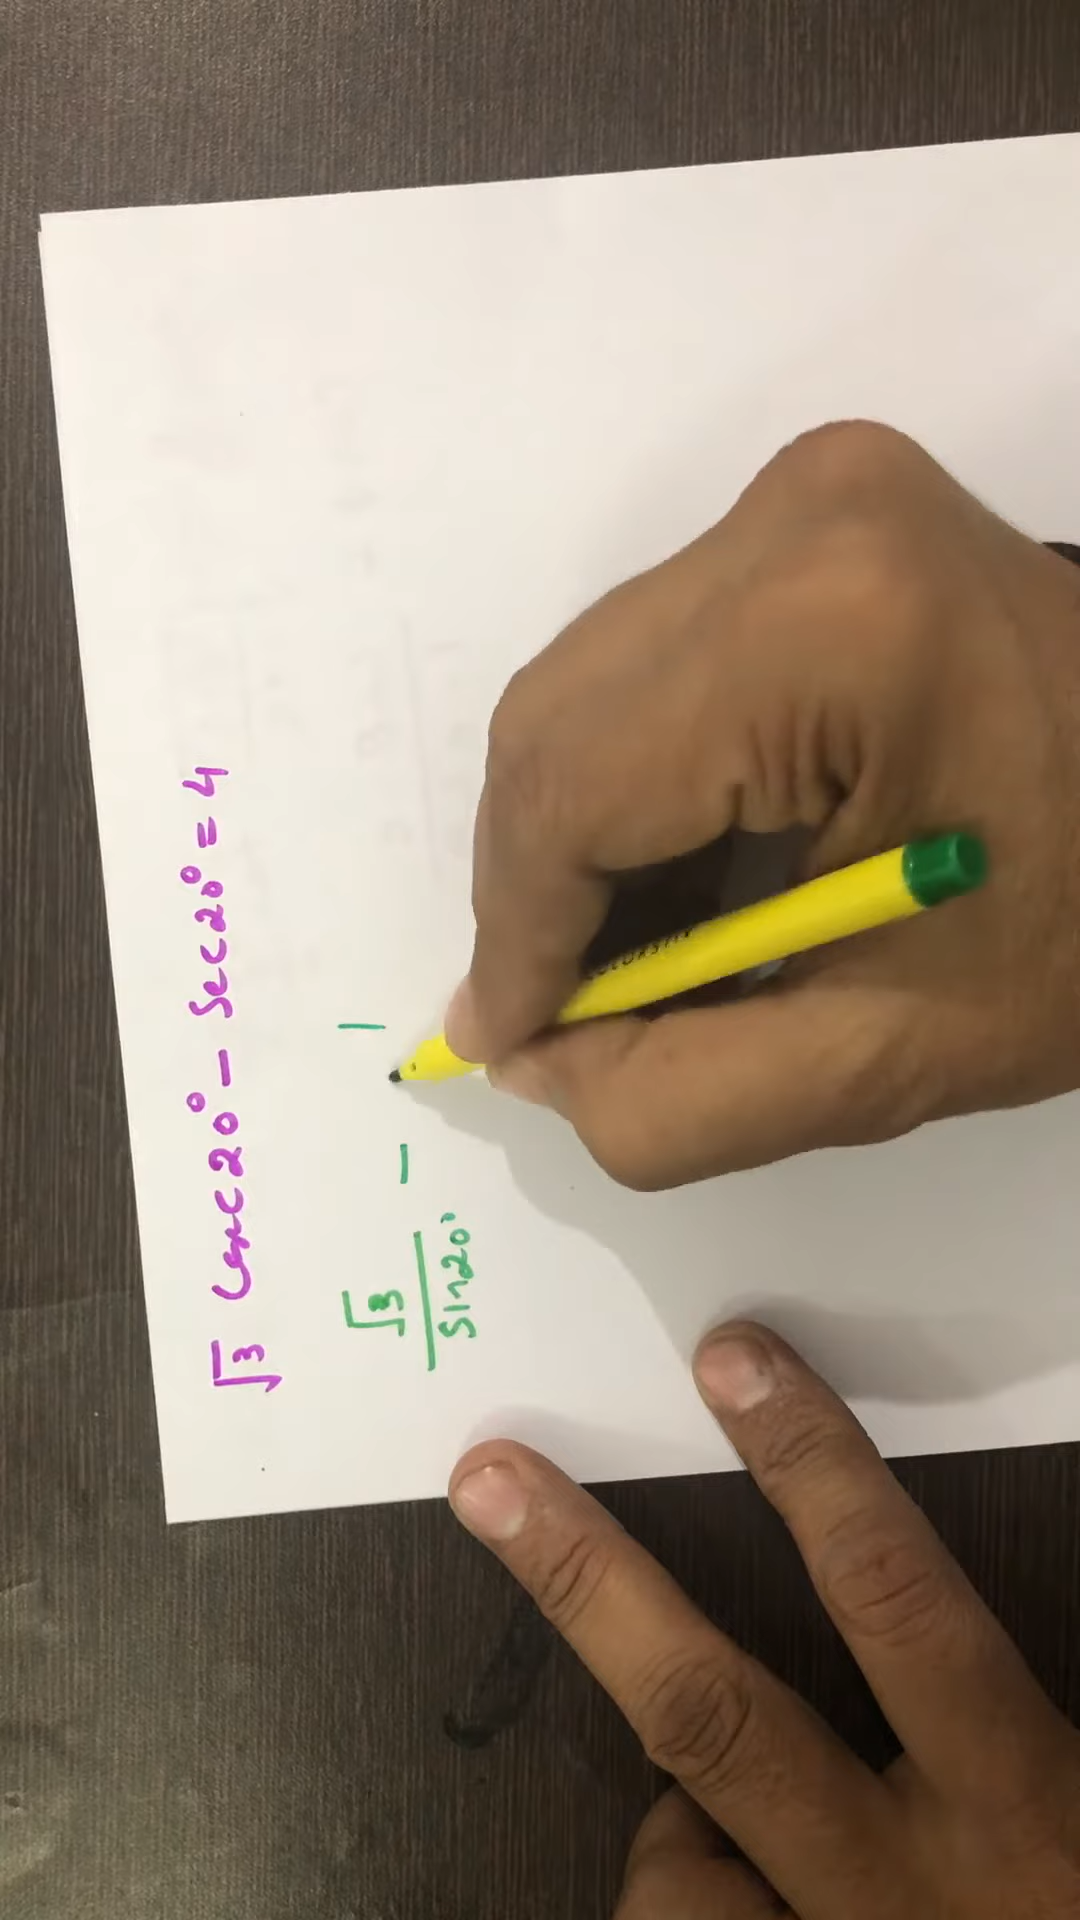 √3 Cosec20° - Sec20° = 4
√3 - 1
Sin20°